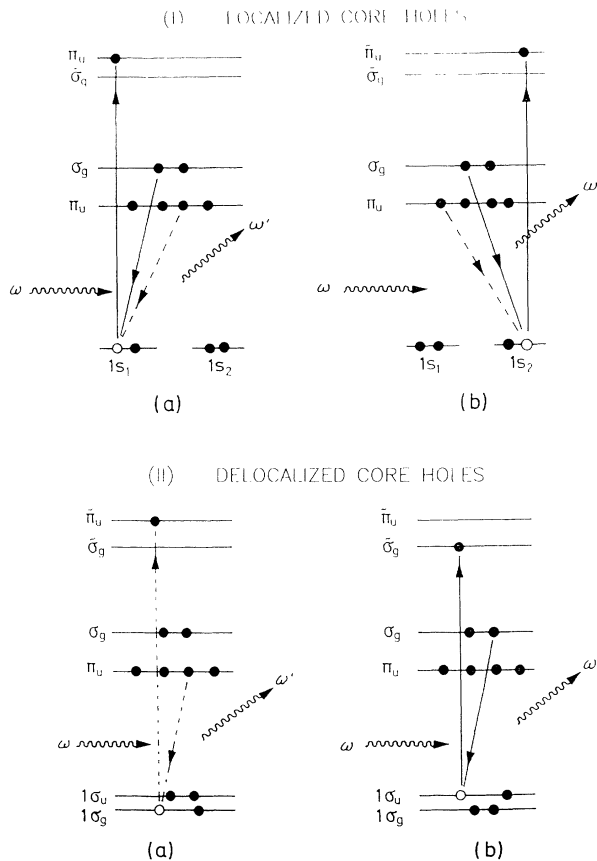 (I) LOCALIZED CORE HOLES
π̃u
σ̃g
σg
πu
ω
ω'
1s1
1s2
(a)
π̃u
σ̃g
σg
πu
ω
ω
1s1
1s2
(b)
(II) DELOCALIZED CORE HOLES
π̃u
σ̃g
σg
πu
ω
ω'
1σu
1σg
(a)
π̃u
σ̃g
σg
πu
ω
ω
1σu
1σg
(b)